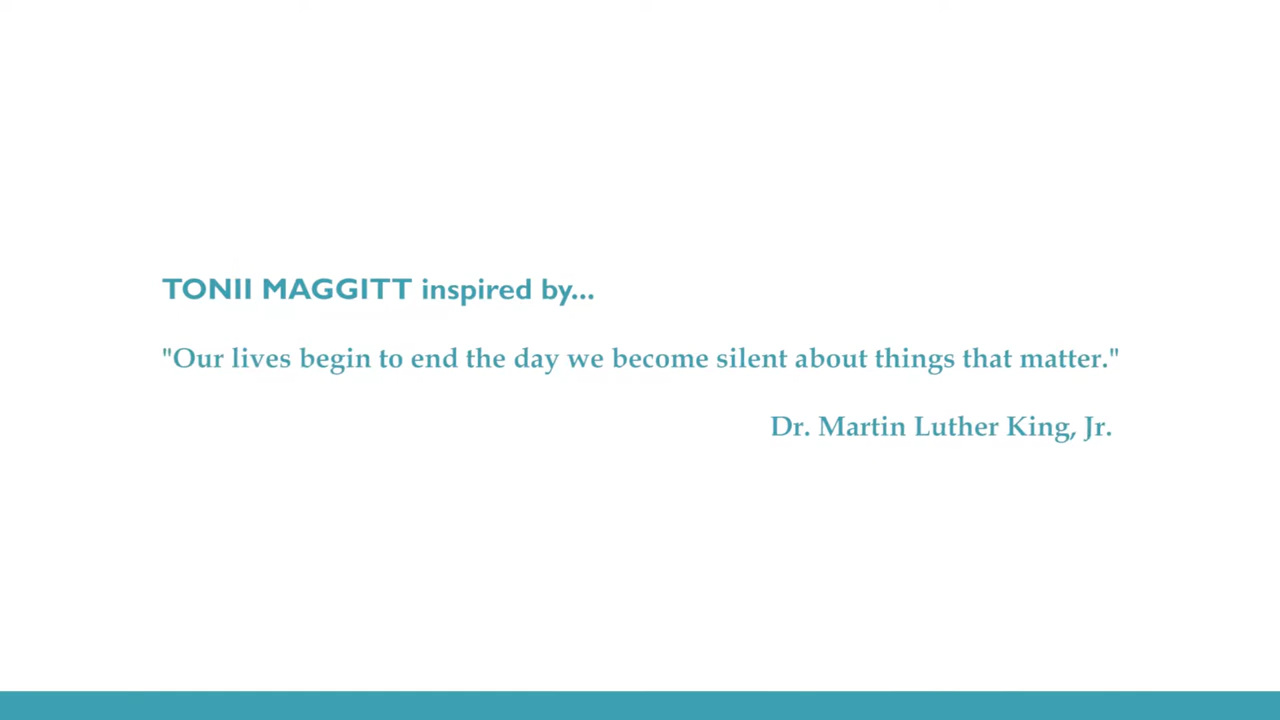 TONII MAGGITT inspired by...
"Our lives begin to end the day we become silent about things that matter."
Dr. Martin Luther King, Jr.